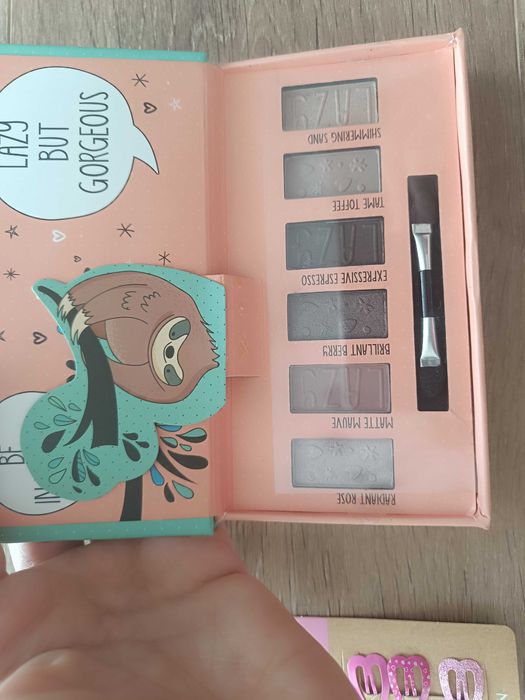 LAZY
BUT
GORGEOUS
BE
IN
LAZY
SHIMMERING SAND
TAME TOFFEE
LAZY
EXPRESSIVE ESPRESSO
BRILLANT BERRY
LAZY
MATTE MAUVE
RADIANT ROSE